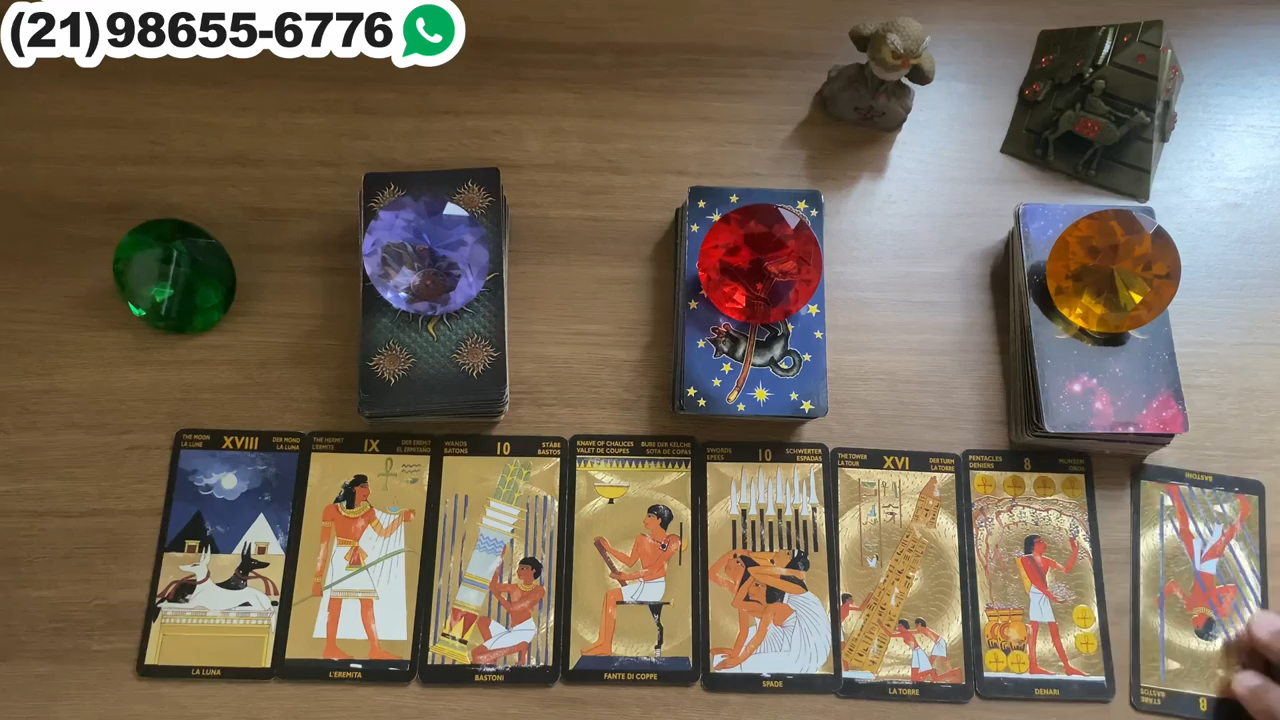 (21)98655-6776
THE MOON
LA LUNE
XVIII
DER MOND
LA LUNA
LA LUNA
THE HERMIT
L'ERMITE
IX
DER EREMIT
EL ERMITAÑO
L'EREMITA
WANDS
BATONS
10
STÄBE
BASTOS
BASTONI
KNAVE OF CHALICES
VALET DE COUPES
BUBE DER KELCHE
SOTA DE COPAS
FANTE DI COPPE
SWORDS
EPEES
10
SCHWERTER
ESPADAS
SPADE
THE TOWER
LA TOUR
XVI
DER TURM
LA TORRE
LA TORRE
PENTACLES
DENIERS
8
MÜNZEN
OROS
DENARI
BASTONI
STÄBE
BASTOS
8